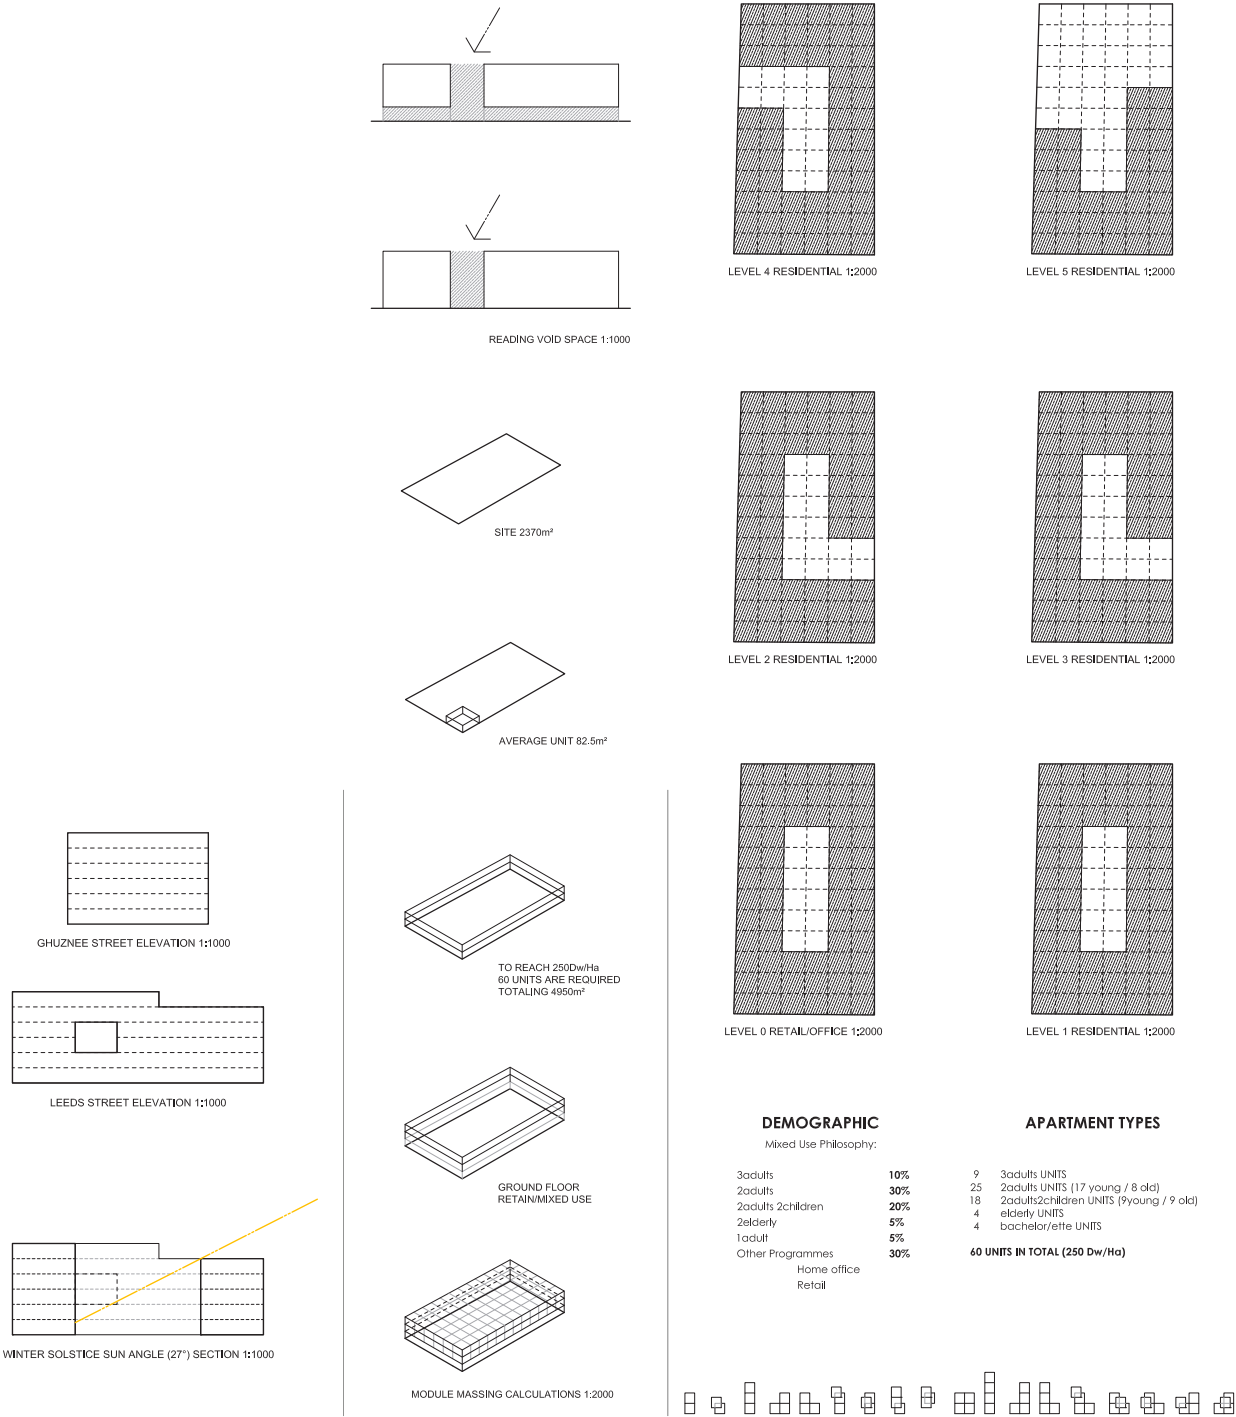 LEVEL 4 RESIDENTIAL 1:2000
LEVEL 5 RESIDENTIAL 1:2000
READING VOID SPACE 1:1000
SITE 2370m²
LEVEL 2 RESIDENTIAL 1:2000
LEVEL 3 RESIDENTIAL 1:2000
AVERAGE UNIT 82.5m²
GHUZNEE STREET ELEVATION 1:1000
LEEDS STREET ELEVATION 1:1000
WINTER SOLSTICE SUN ANGLE (27°) SECTION 1:1000
TO REACH 250Dw/Ha
60 UNITS ARE REQUIRED
TOTALING 4950m²
GROUND FLOOR
RETAIN/MIXED USE
MODULE MASSING CALCULATIONS 1:2000
LEVEL 0 RETAIL/OFFICE 1:2000
LEVEL 1 RESIDENTIAL 1:2000
DEMOGRAPHIC
Mixed Use Philosophy:
3adults 10%
2adults 30%
2adults 2children 20%
2elderly 5%
1adult 5%
Other Programmes 30%
Home office
Retail
APARTMENT TYPES
9 3adults UNITS
25 2adults UNITS (17 young / 8 old)
18 2adults2children UNITS (9young / 9 old)
4 elderly UNITS
4 bachelor/ette UNITS
60 UNITS IN TOTAL (250 Dw/Ha)